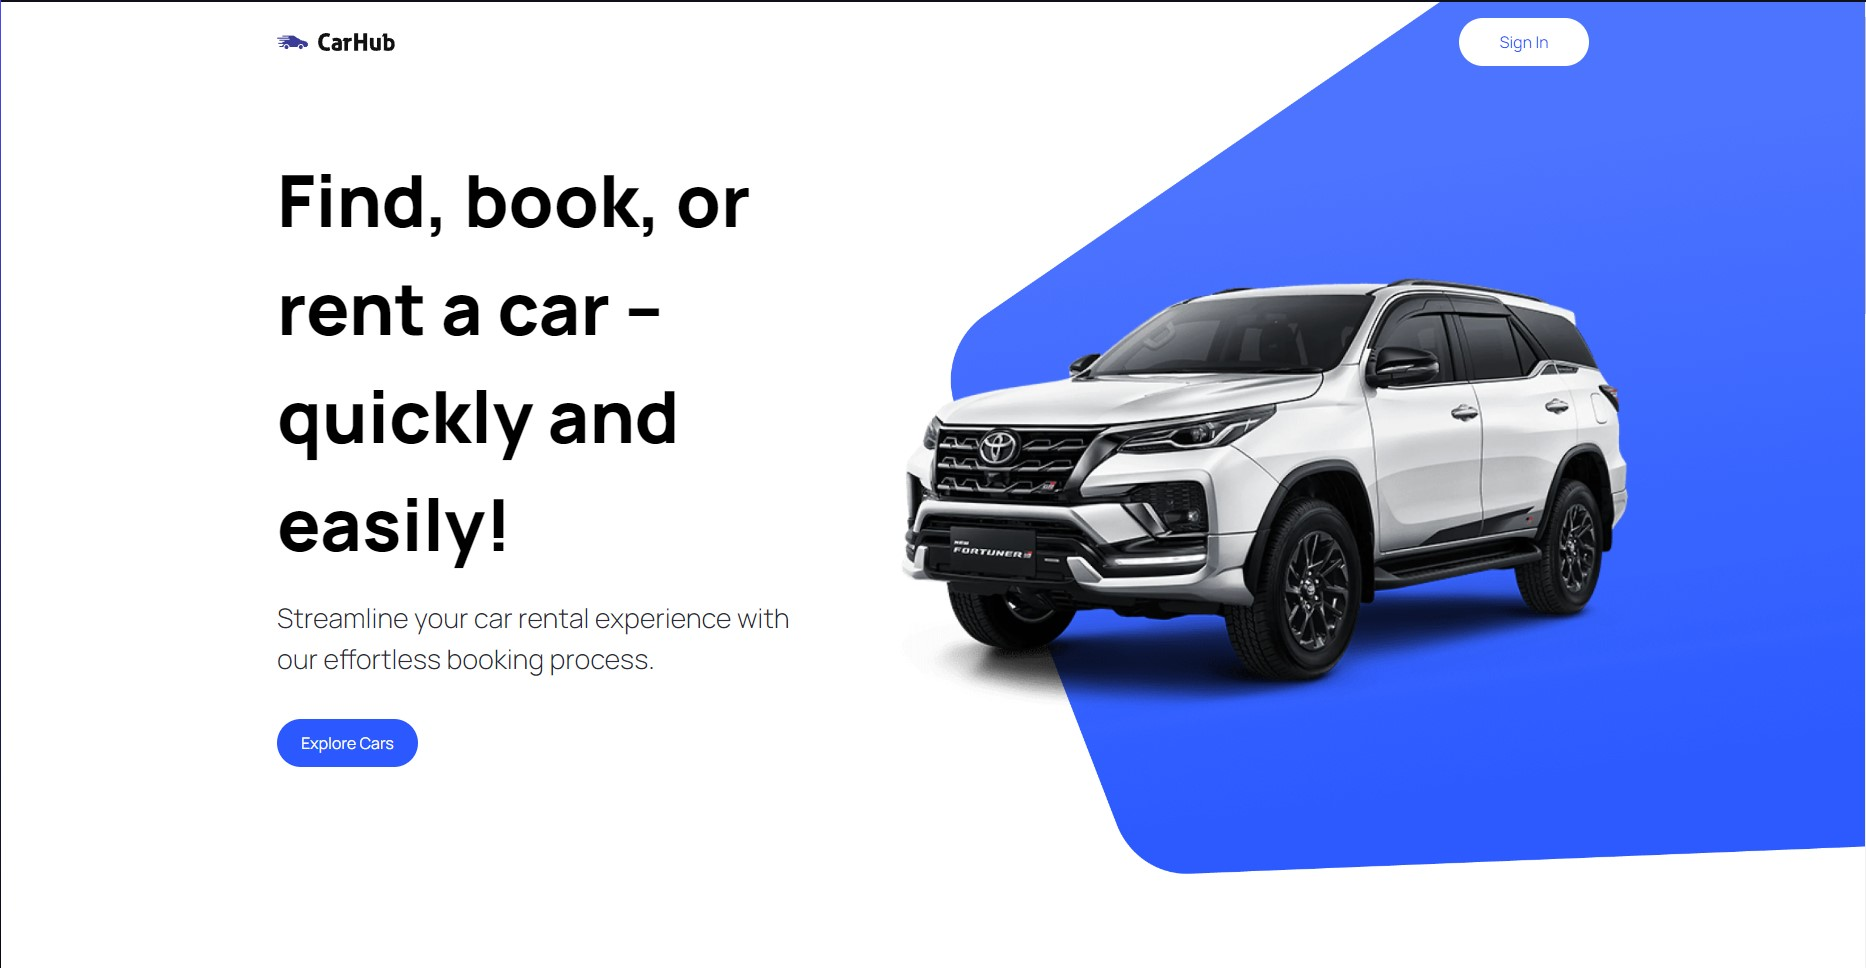 CarHub
Sign In
Find, book, or
rent a car –
quickly and
easily!
Streamline your car rental experience with
our effortless booking process.
Explore Cars
NEW
FORTUNER